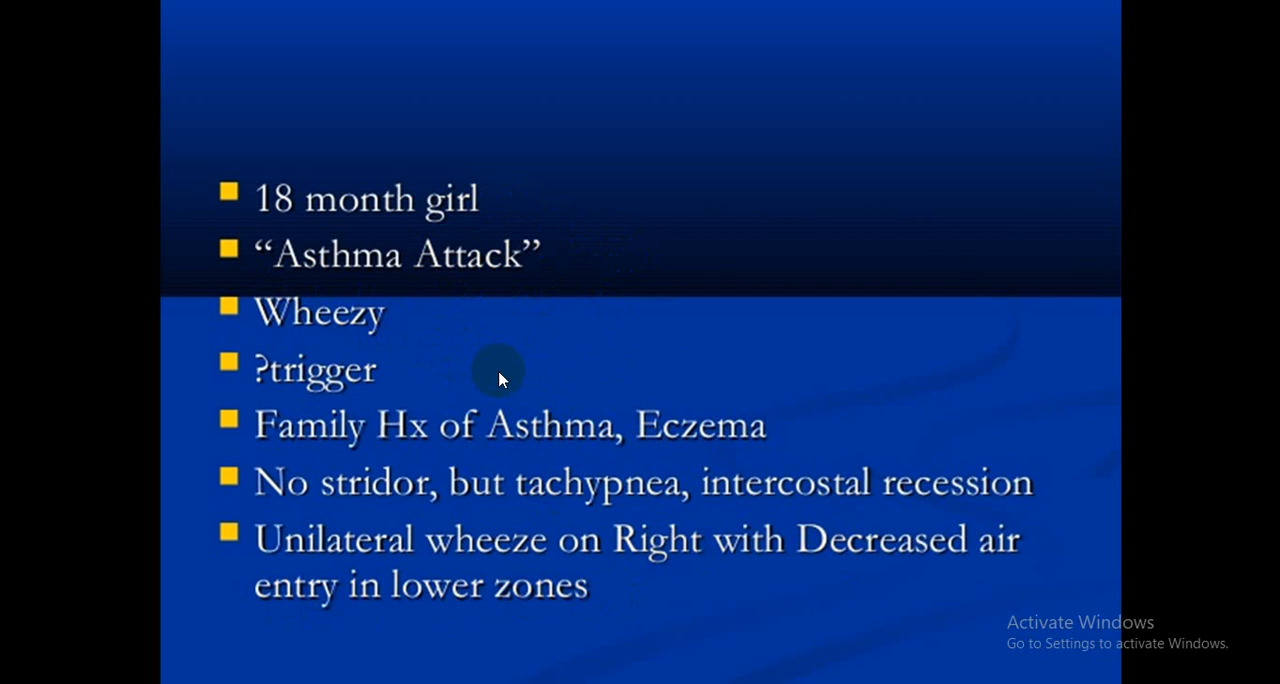 18 month girl
“Asthma Attack”
Wheezy
?trigger
Family Hx of Asthma, Eczema
No stridor, but tachypnea, intercostal recession
Unilateral wheeze on Right with Decreased air
entry in lower zones
Activate Windows
Go to Settings to activate Windows.